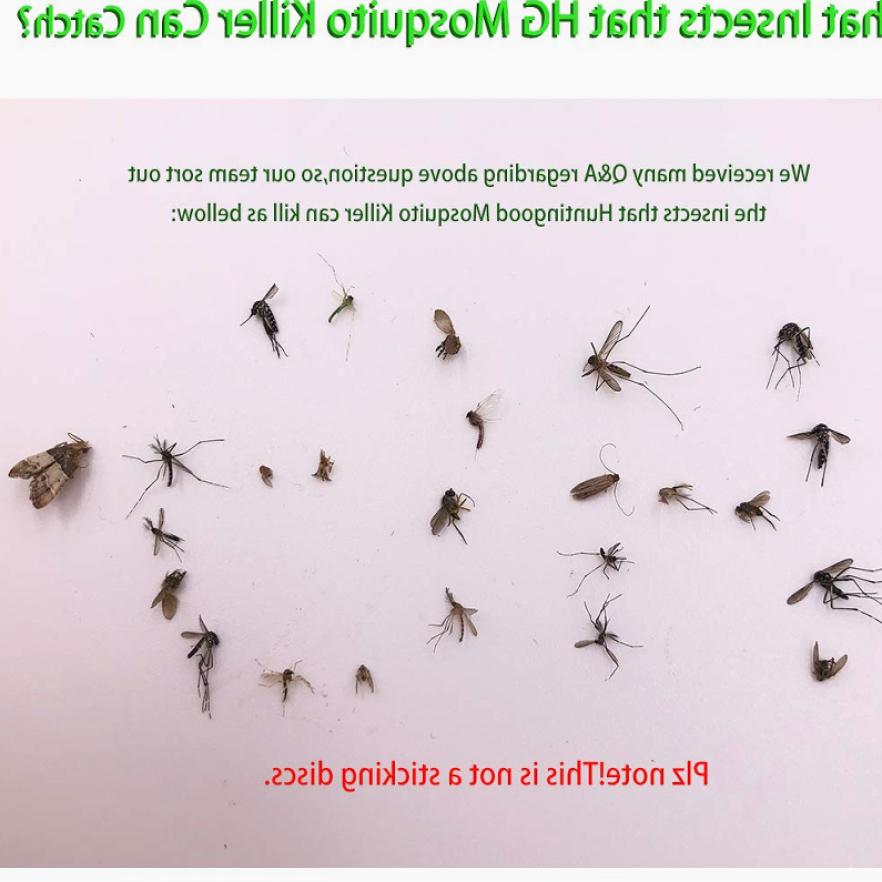 hat Insects that HG Mosquito Killer Can Catch?
We received many Q&A regarding above question,so our team sort out
the insects that Huntingood Mosquito Killer can kill as bellow:
Plz note!This is not a sticking discs.